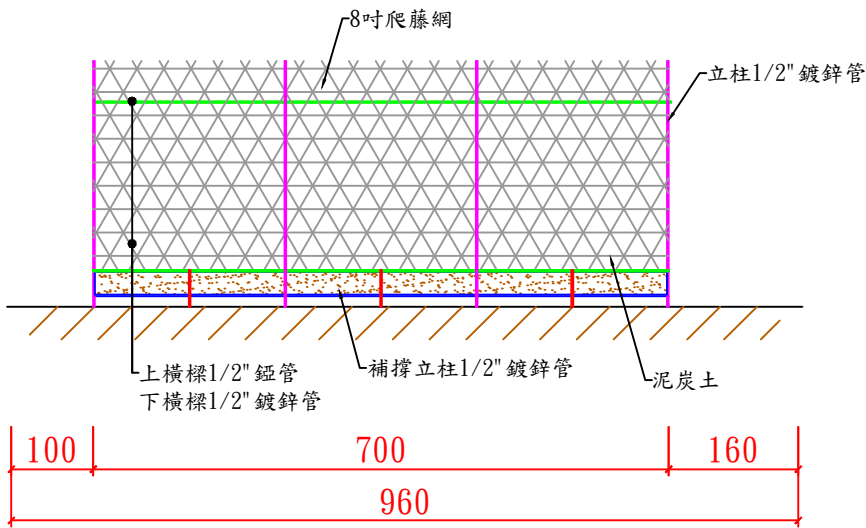 8吋爬藤網
立柱1/2"鍍鋅管
上橫樑1/2"錏管
下橫樑1/2"鍍鋅管
補撐立柱1/2"鍍鋅管
泥炭土
100
700
160
960